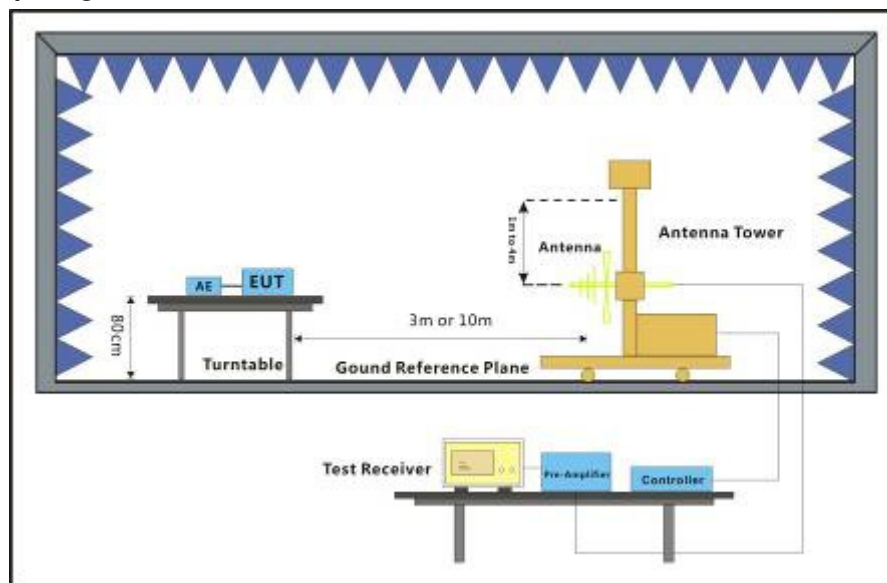 1m to 4m
Antenna
Antenna Tower
AE
EUT
80cm
3m or 10m
Turntable
Gound Reference Plane
Test Receiver
Pre-Amplifier
Controller